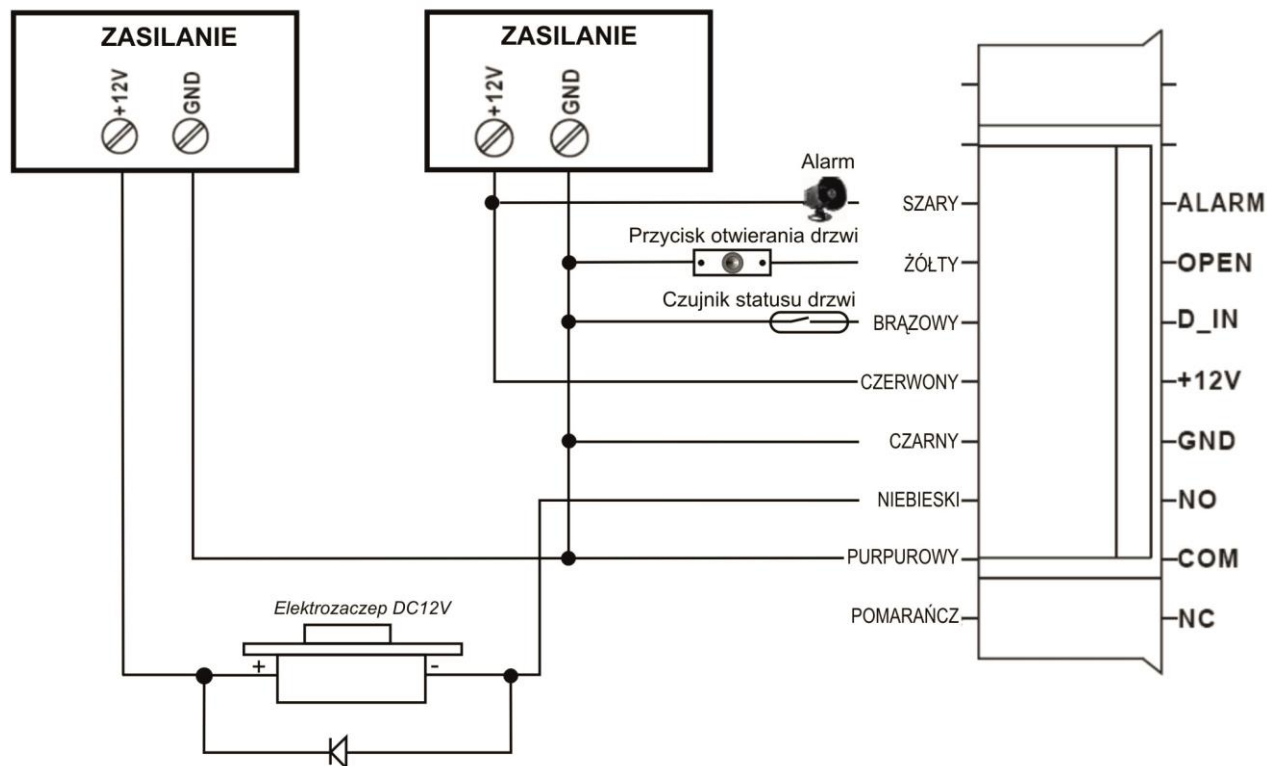 ZASILANIE
+12V
GND
ZASILANIE
+12V
GND
Alarm
SZARY
ALARM
Przycisk otwierania drzwi
ŻÓŁTY
OPEN
Czujnik statusu drzwi
BRĄZOWY
D_IN
CZERWONY
+12V
CZARNY
GND
NIEBIESKI
NO
PURPUROWY
COM
Elektrozaczep DC12V
+
-
POMARAŃCZ
NC